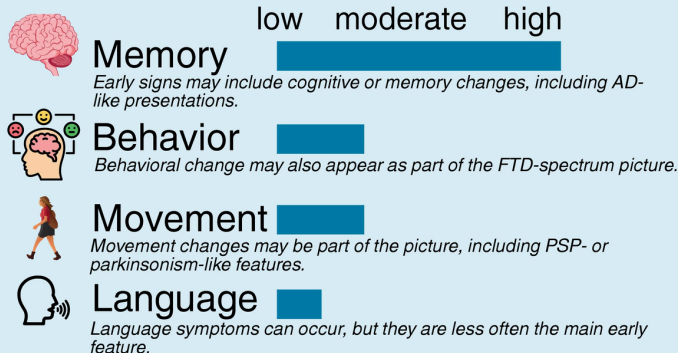 low moderate high
Memory
Early signs may include cognitive or memory changes, including AD-
like presentations.
Behavior
Behavioral change may also appear as part of the FTD-spectrum picture.
Movement
Movement changes may be part of the picture, including PSP- or
parkinsonism-like features.
Language
Language symptoms can occur, but they are less often the main early
feature.